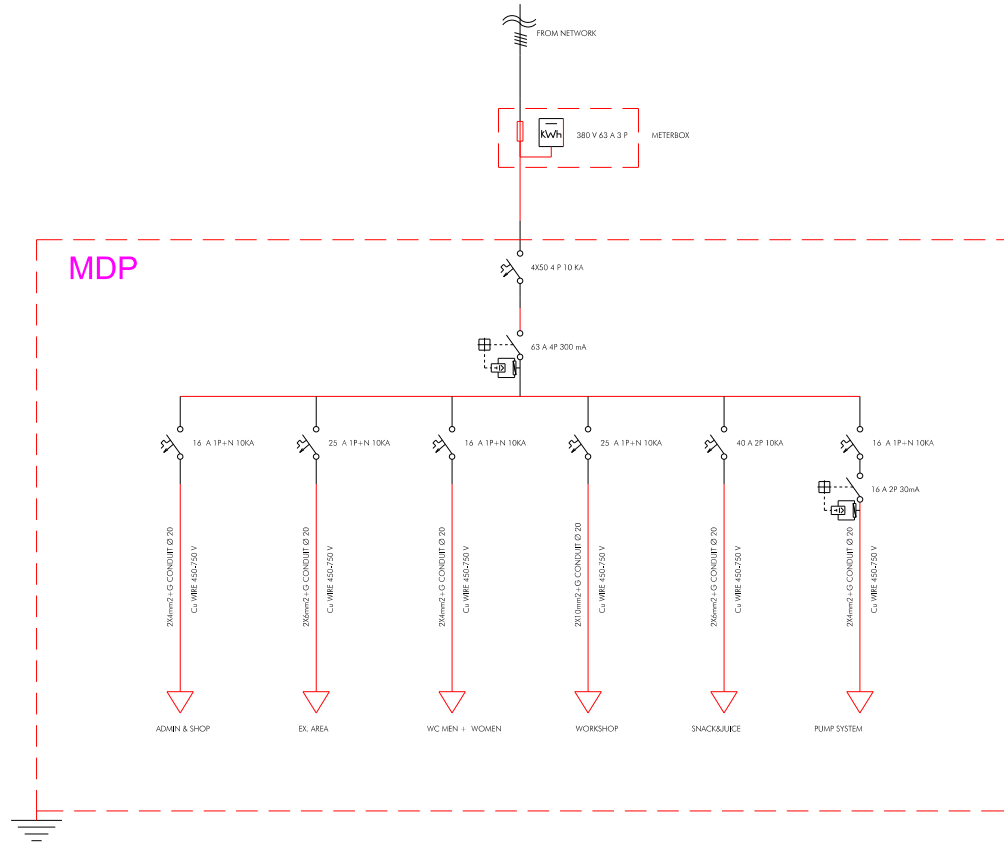 FROM NETWORK
KWh
380 V 63 A 3 P
METERBOX
MDP
4X50 4 P 10 KA
63 A 4P 300 mA
16 A 1P+N 10KA
25 A 1P+N 10KA
16 A 1P+N 10KA
25 A 1P+N 10KA
40 A 2P 10KA
16 A 1P+N 10KA
16 A 2P 30mA
2X4mm2+G CONDUIT Ø 20
Cu WIRE 450-750 V
2X6mm2+G CONDUIT Ø 20
Cu WIRE 450-750 V
2X4mm2+G CONDUIT Ø 20
Cu WIRE 450-750 V
2X10mm2+G CONDUIT Ø 20
Cu WIRE 450-750 V
2X6mm2+G CONDUIT Ø 20
Cu WIRE 450-750 V
2X4mm2+G CONDUIT Ø 20
Cu WIRE 450-750 V
ADMIN & SHOP
EX. AREA
WC MEN + WOMEN
WORKSHOP
SNACK&JUICE
PUMP SYSTEM